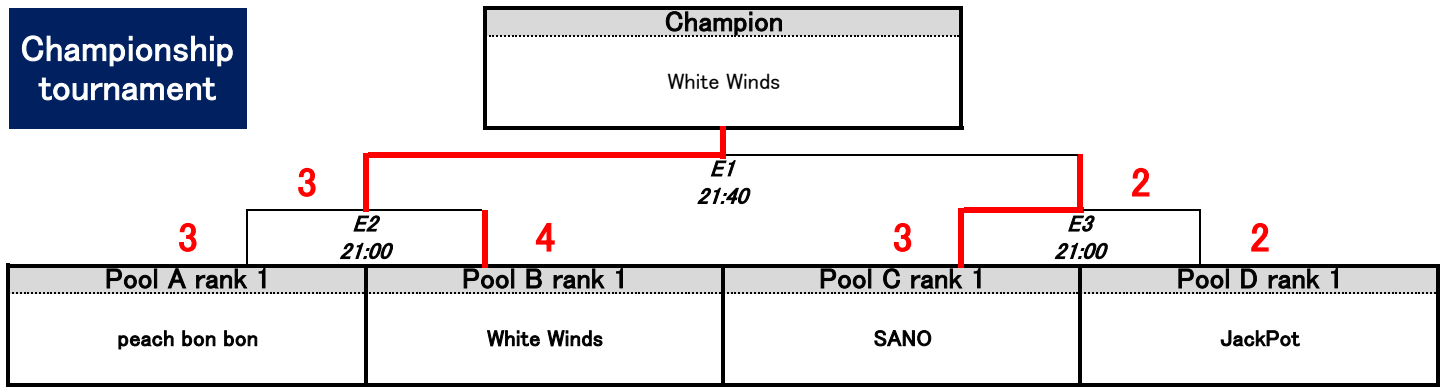 Championship
tournament
Champion
White Winds
E1
21:40
3
2
E2
21:00
E3
21:00
3
4
3
2
Pool A rank 1
Pool B rank 1
Pool C rank 1
Pool D rank 1
peach bon bon
White Winds
SANO
JackPot